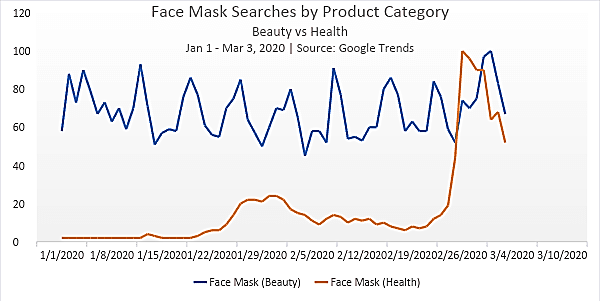 Face Mask Searches by Product Category
Beauty vs Health
Jan 1 - Mar 3, 2020 | Source: Google Trends
120
100
80
60
40
20
0
1/1/2020 1/8/2020 1/15/2020 1/22/2020 1/29/2020 2/5/2020 2/12/2020 2/19/2020 2/26/2020 3/4/2020 3/10/2020
Face Mask (Beauty) Face Mask (Health)